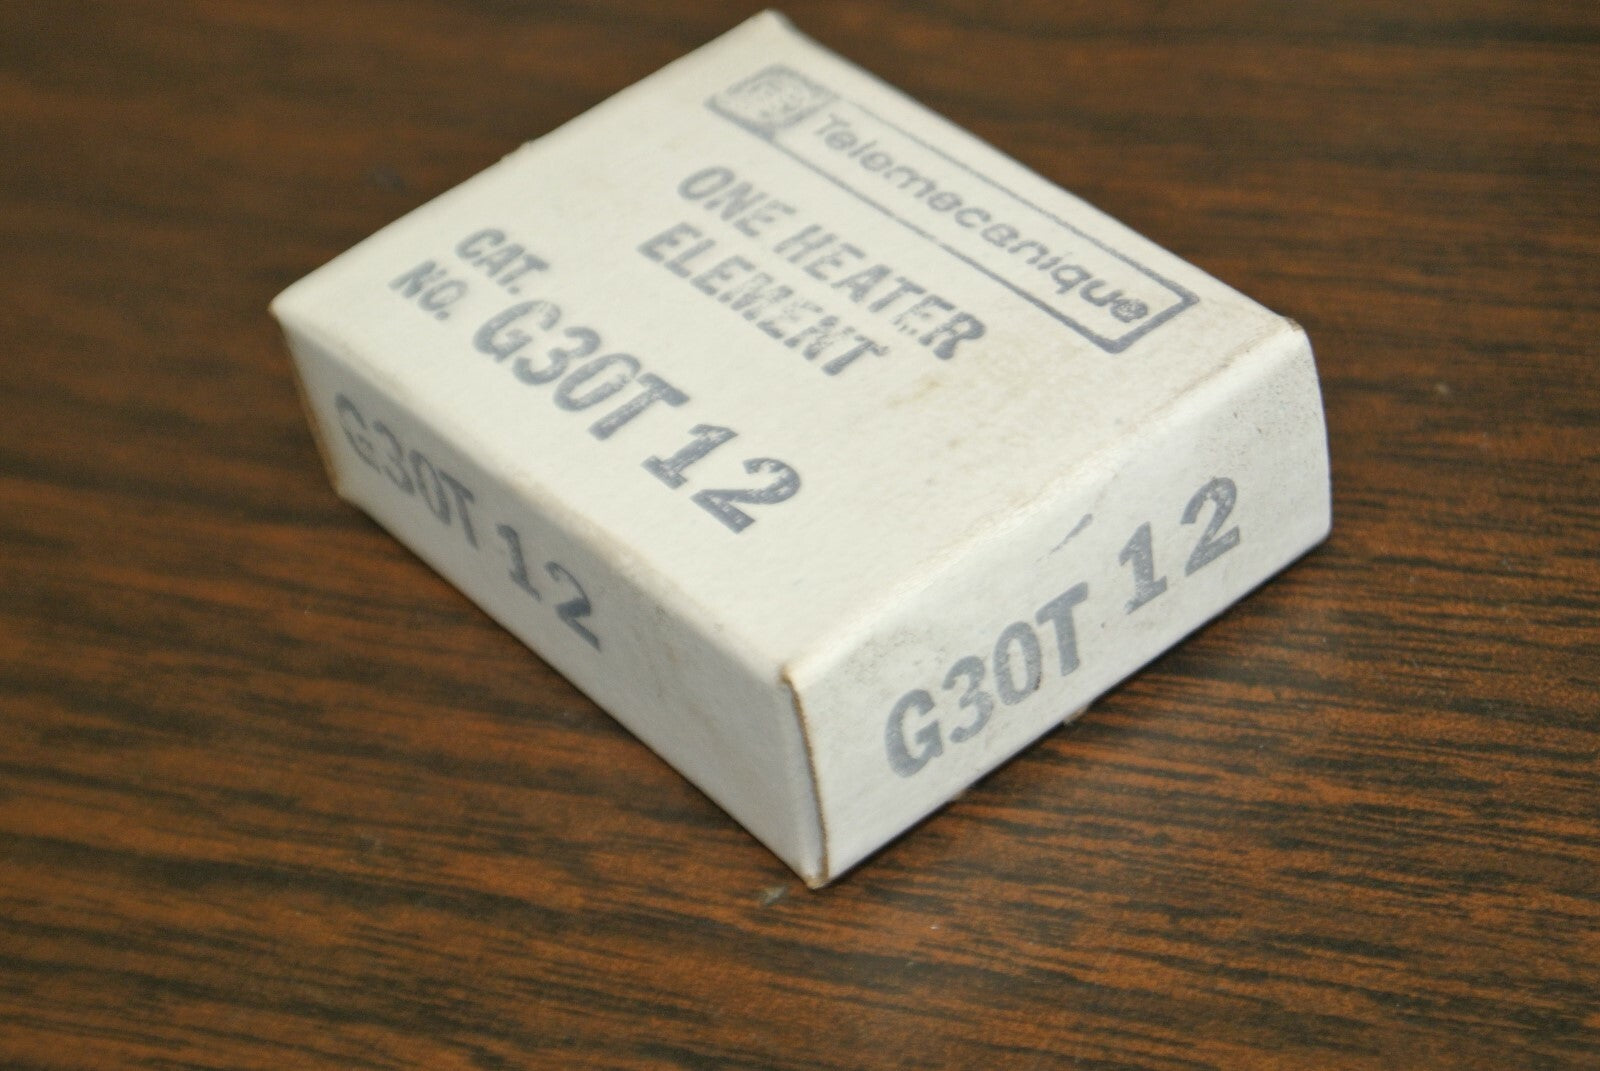 Telemecanique
ONE HEATER
ELEMENT
CAT.
NO. G30T 12
G30T 12
G30T 12